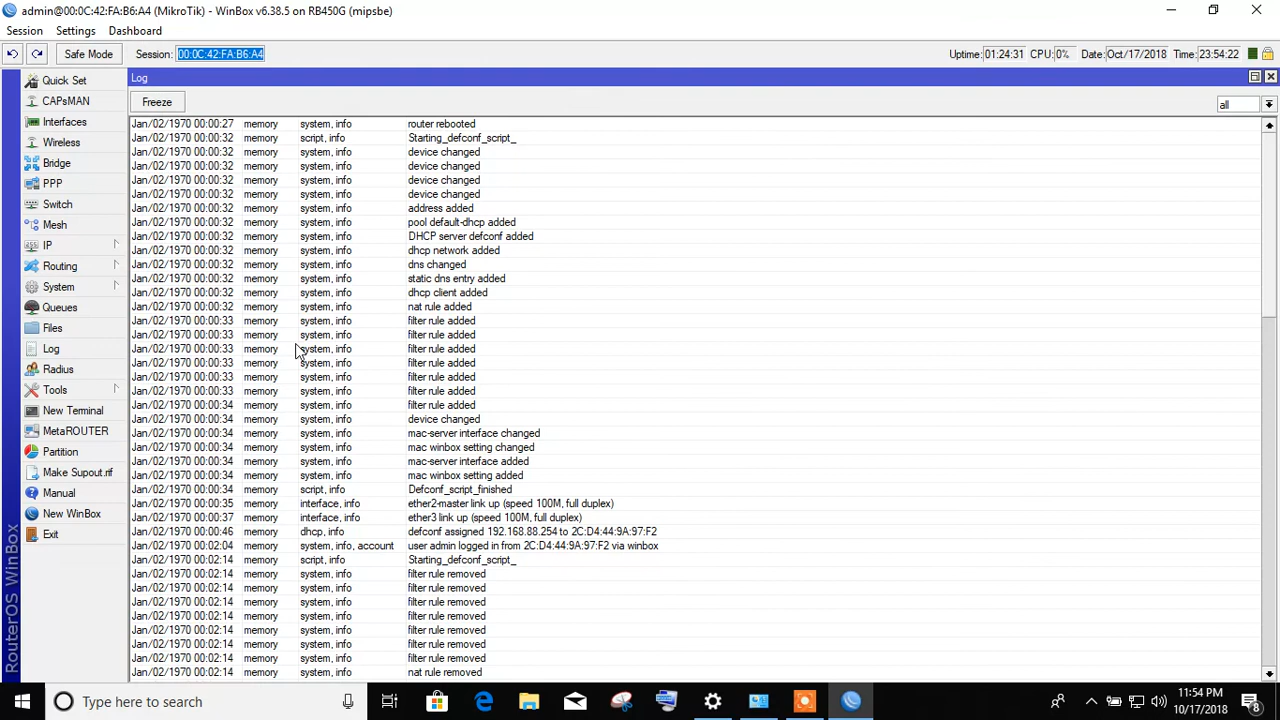 admin@00:0C:42:FA:B6:A4 (MikroTik) - WinBox v6.38.5 on RB450G (mipsbe)
Session Settings Dashboard
Safe Mode Session: 00:0C:42:FA:B6:A4 Uptime: 01:24:31 CPU: 0% Date: Oct/17/2018 Time: 23:54:22
Quick Set
CAPsMAN
Interfaces
Wireless
Bridge
PPP
Switch
Mesh
IP
Routing
System
Queues
Files
Log
Radius
Tools
New Terminal
MetaROUTER
Partition
Make Supout.rif
Manual
New WinBox
Exit
RouterOS WinBox
Log
Freeze all
Jan/02/1970 00:00:27 memory system, info router rebooted
Jan/02/1970 00:00:32 memory script, info Starting_defconf_script_
Jan/02/1970 00:00:32 memory system, info device changed
Jan/02/1970 00:00:32 memory system, info device changed
Jan/02/1970 00:00:32 memory system, info device changed
Jan/02/1970 00:00:32 memory system, info device changed
Jan/02/1970 00:00:32 memory system, info address added
Jan/02/1970 00:00:32 memory system, info pool default-dhcp added
Jan/02/1970 00:00:32 memory system, info DHCP server defconf added
Jan/02/1970 00:00:32 memory system, info dhcp network added
Jan/02/1970 00:00:32 memory system, info dns changed
Jan/02/1970 00:00:32 memory system, info static dns entry added
Jan/02/1970 00:00:32 memory system, info dhcp client added
Jan/02/1970 00:00:32 memory system, info nat rule added
Jan/02/1970 00:00:33 memory system, info filter rule added
Jan/02/1970 00:00:33 memory system, info filter rule added
Jan/02/1970 00:00:33 memory system, info filter rule added
Jan/02/1970 00:00:33 memory system, info filter rule added
Jan/02/1970 00:00:33 memory system, info filter rule added
Jan/02/1970 00:00:33 memory system, info filter rule added
Jan/02/1970 00:00:34 memory system, info filter rule added
Jan/02/1970 00:00:34 memory system, info device changed
Jan/02/1970 00:00:34 memory system, info mac-server interface changed
Jan/02/1970 00:00:34 memory system, info mac winbox setting changed
Jan/02/1970 00:00:34 memory system, info mac-server interface added
Jan/02/1970 00:00:34 memory system, info mac winbox setting added
Jan/02/1970 00:00:34 memory script, info Defconf_script_finished
Jan/02/1970 00:00:35 memory interface, info ether2-master link up (speed 100M, full duplex)
Jan/02/1970 00:00:37 memory interface, info ether3 link up (speed 100M, full duplex)
Jan/02/1970 00:00:46 memory dhcp, info defconf assigned 192.168.88.254 to 2C:D4:44:9A:97:F2
Jan/02/1970 00:02:04 memory system, info, account user admin logged in from 2C:D4:44:9A:97:F2 via winbox
Jan/02/1970 00:02:14 memory script, info Starting_defconf_script_
Jan/02/1970 00:02:14 memory system, info filter rule removed
Jan/02/1970 00:02:14 memory system, info filter rule removed
Jan/02/1970 00:02:14 memory system, info filter rule removed
Jan/02/1970 00:02:14 memory system, info filter rule removed
Jan/02/1970 00:02:14 memory system, info filter rule removed
Jan/02/1970 00:02:14 memory system, info filter rule removed
Jan/02/1970 00:02:14 memory system, info filter rule removed
Jan/02/1970 00:02:14 memory system, info nat rule removed
Type here to search
11:54 PM
10/17/2018
8